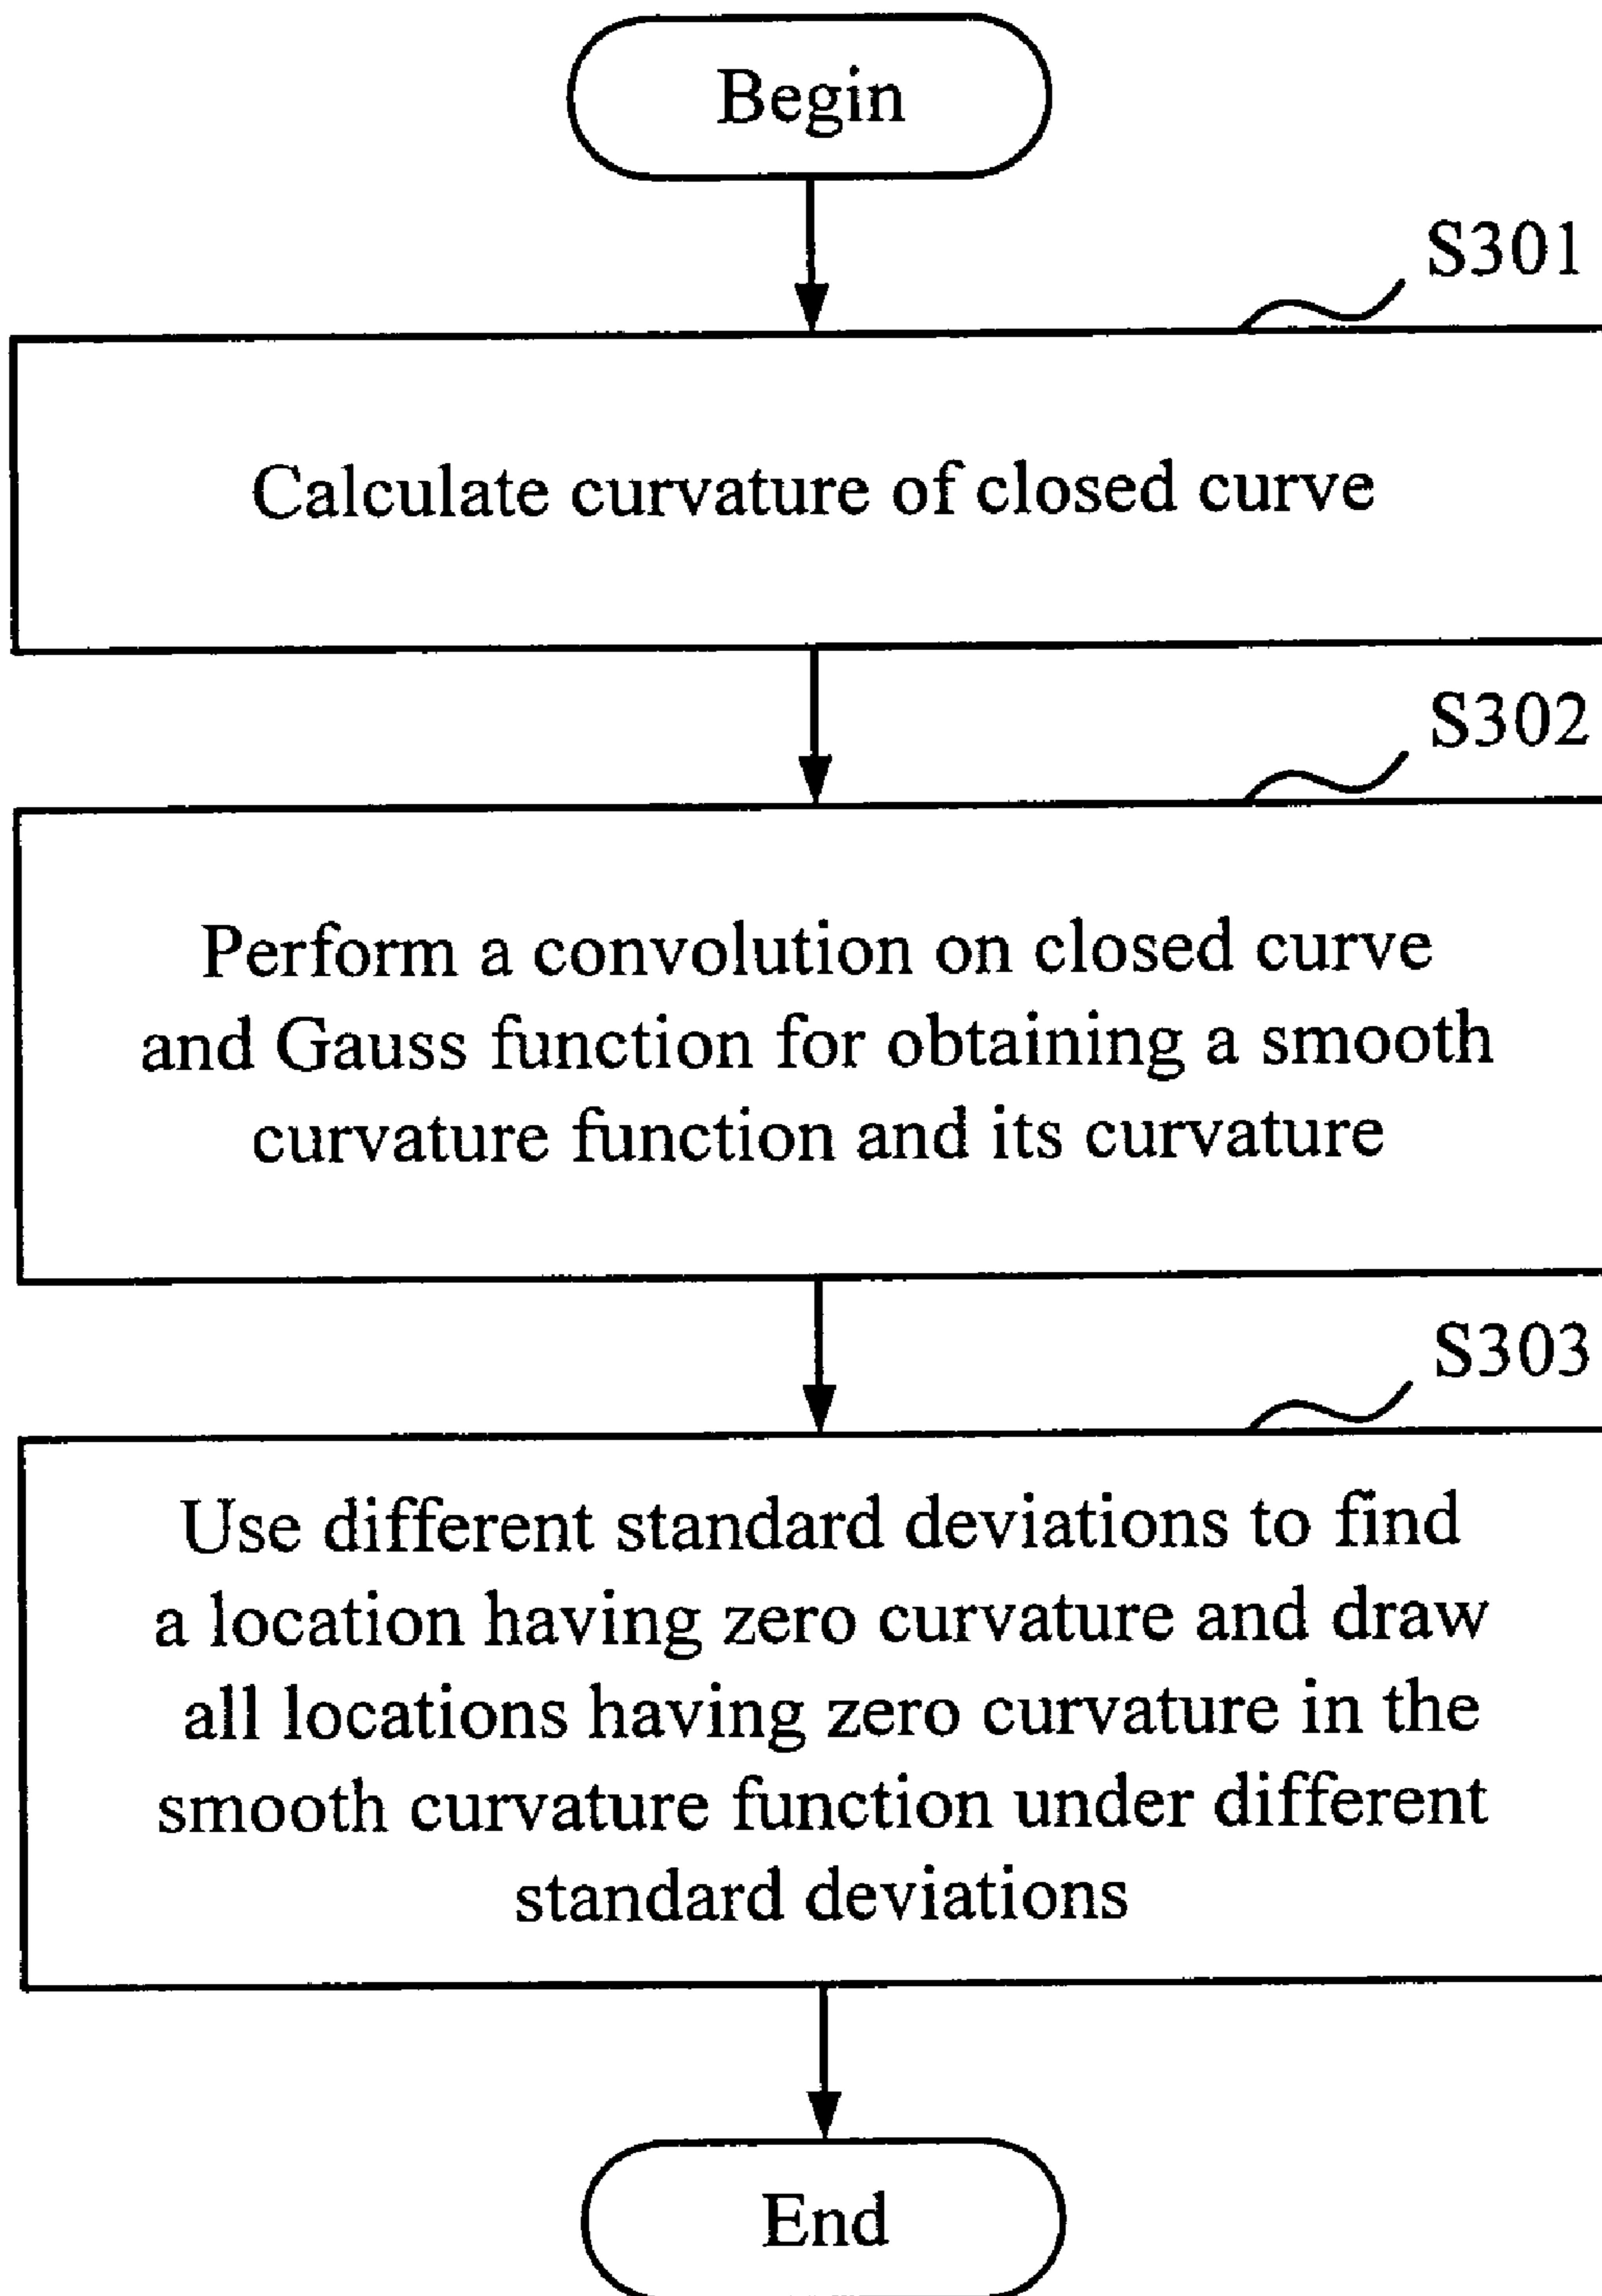 Begin
S301
Calculate curvature of closed curve
S302
Perform a convolution on closed curve
and Gauss function for obtaining a smooth
curvature function and its curvature
S303
Use different standard deviations to find
a location having zero curvature and draw
all locations having zero curvature in the
smooth curvature function under different
standard deviations
End